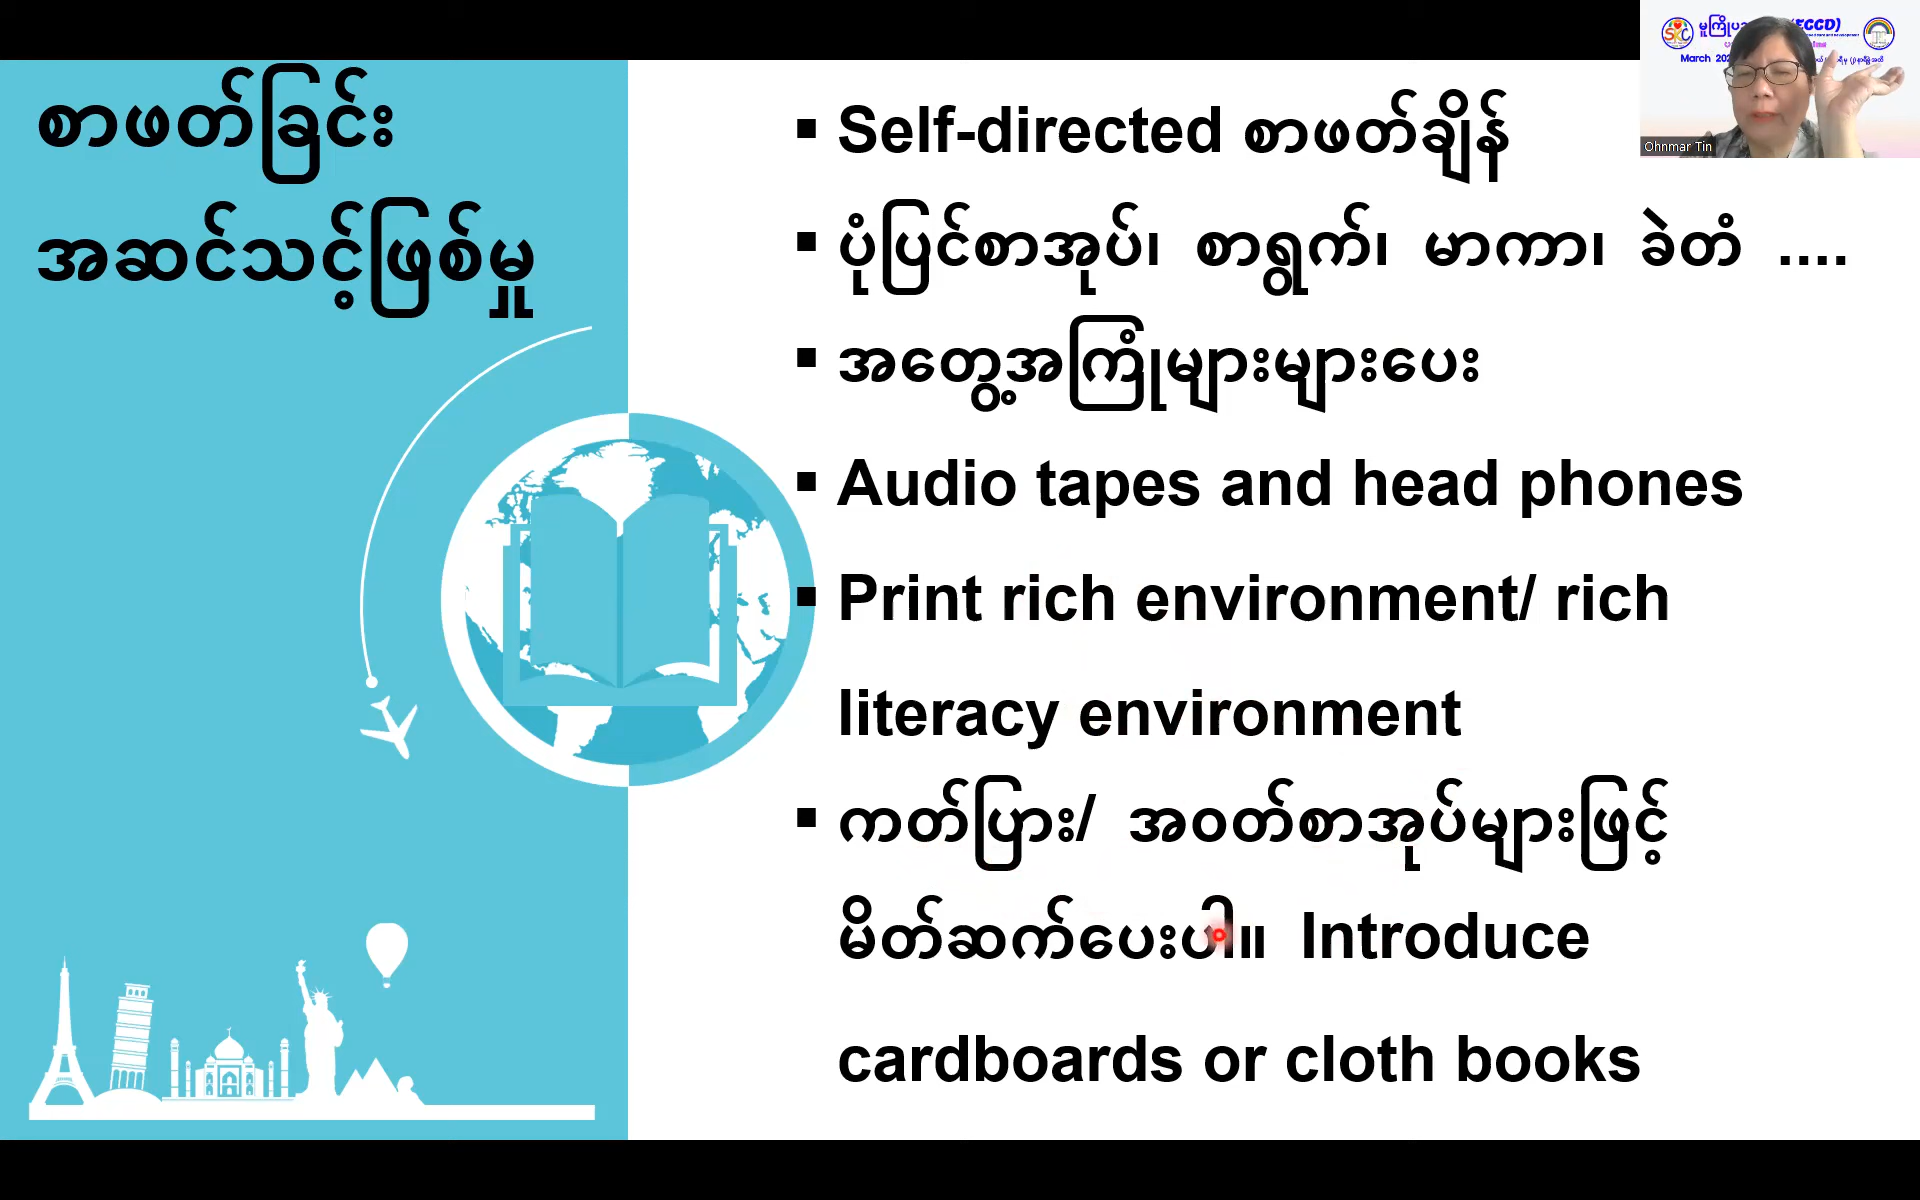 စာဖတ်ခြင်း
အဆင်သင့်ဖြစ်မှု
▪ Self-directed စာဖတ်ချိန်
▪ ပုံပြင်စာအုပ်၊ စာရွက်၊ မာကာ၊ ခဲတံ ....
▪ အတွေ့အကြုံများများပေး
▪ Audio tapes and head phones
▪ Print rich environment/ rich
literacy environment
▪ ကတ်ပြား/ အဝတ်စာအုပ်များဖြင့်
မိတ်ဆက်ပေးပါ။ Introduce
cardboards or cloth books
SKC
(ECCD)
March
Ohnmar Tin